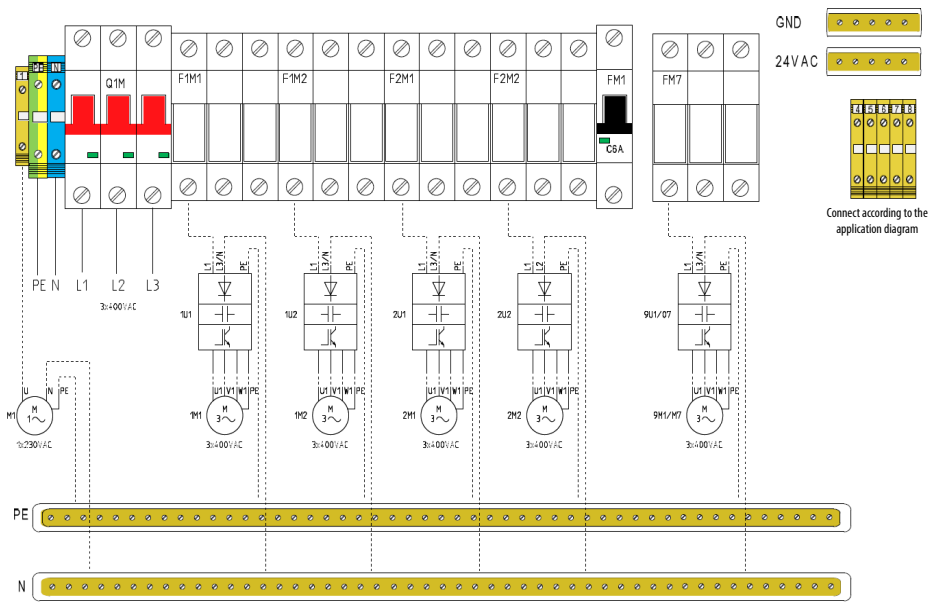 GND
24VAC
1 PE N
Q1M F1M1 F1M2 F2M1 F2M2 FM1 FM7
C6A
4 5 6 7 8
Connect according to the
application diagram
PE N L1 L2 L3
3x400VAC
L1 L3/N PE
L1 L3/N PE
L1 L3/N PE
L1 L2 PE
L1 L3/N PE
1U1 1U2 2U1 2U2 9U1/07
U N PE
U1 V1 W1 PE
U1 V1 W1 PE
U1 V1 W1 PE
U1 V1 W1 PE
U1 V1 W1 PE
M1 M 1~
1M1 M 3~
1M2 M 3~
2M1 M 3~
2M2 M 3~
9M1/M7 M 3~
1x230VAC 3x400VAC 3x400VAC 3x400VAC 3x400VAC 3x400VAC
PE
N